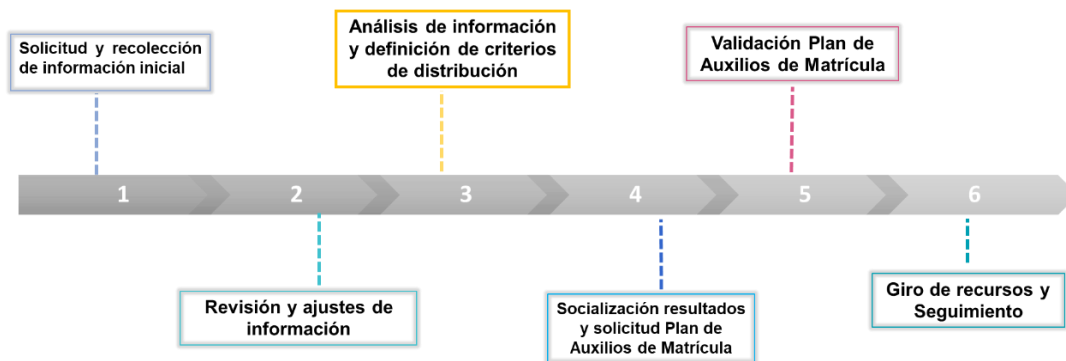 Solicitud y recolección
de información inicial
Análisis de información
y definición de criterios
de distribución
Validación Plan de
Auxilios de Matrícula
1
2
3
4
5
6
Revisión y ajustes de
información
Socialización resultados
y solicitud Plan de
Auxilios de Matrícula
Giro de recursos y
Seguimiento